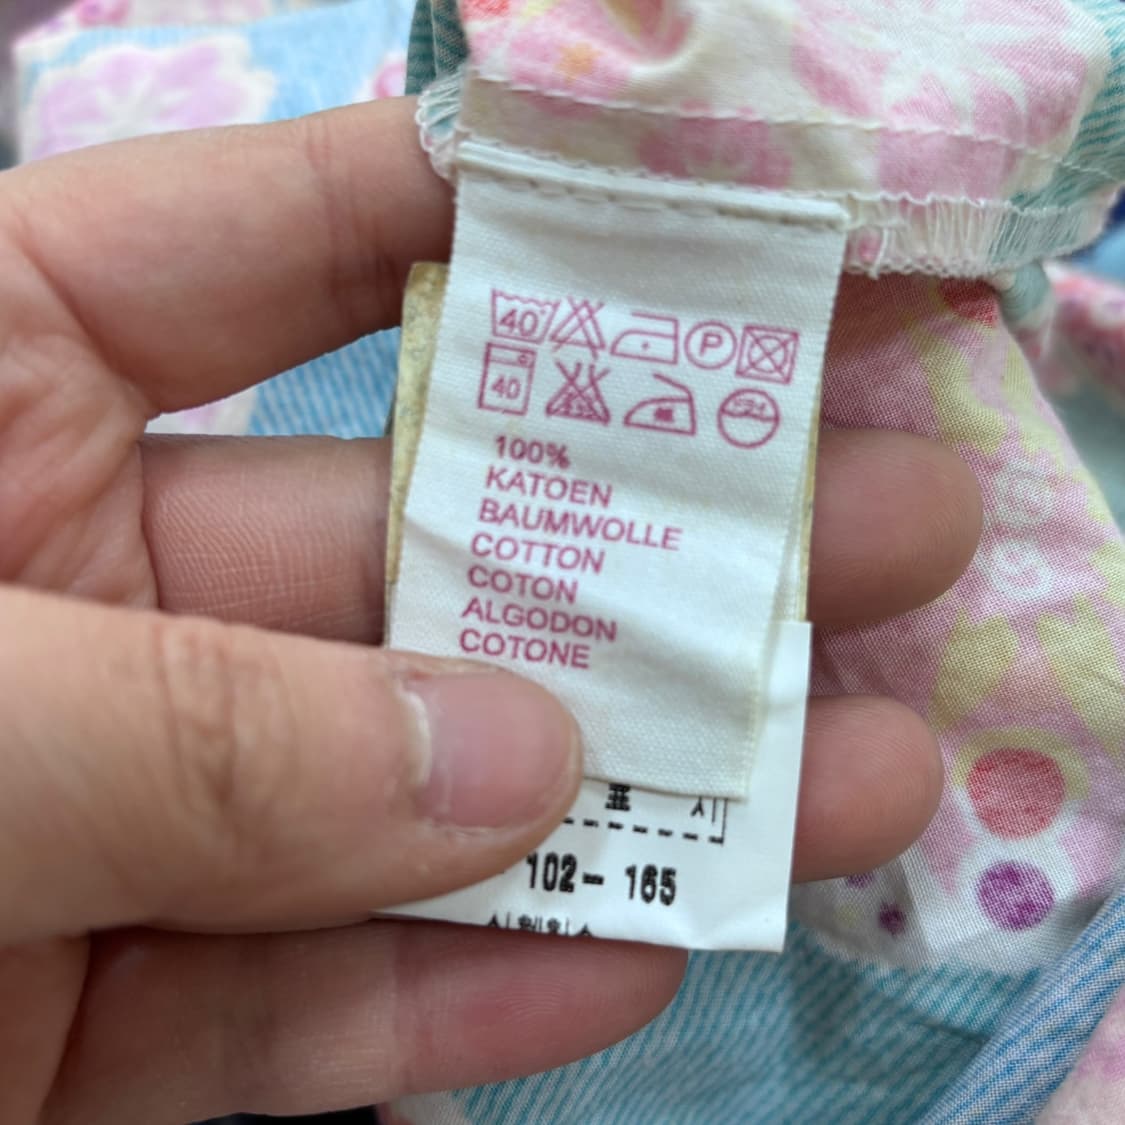 40 P
40
100%
KATOEN
BAUMWOLLE
COTTON
COTON
ALGODON
COTONE
표 시
102- 165